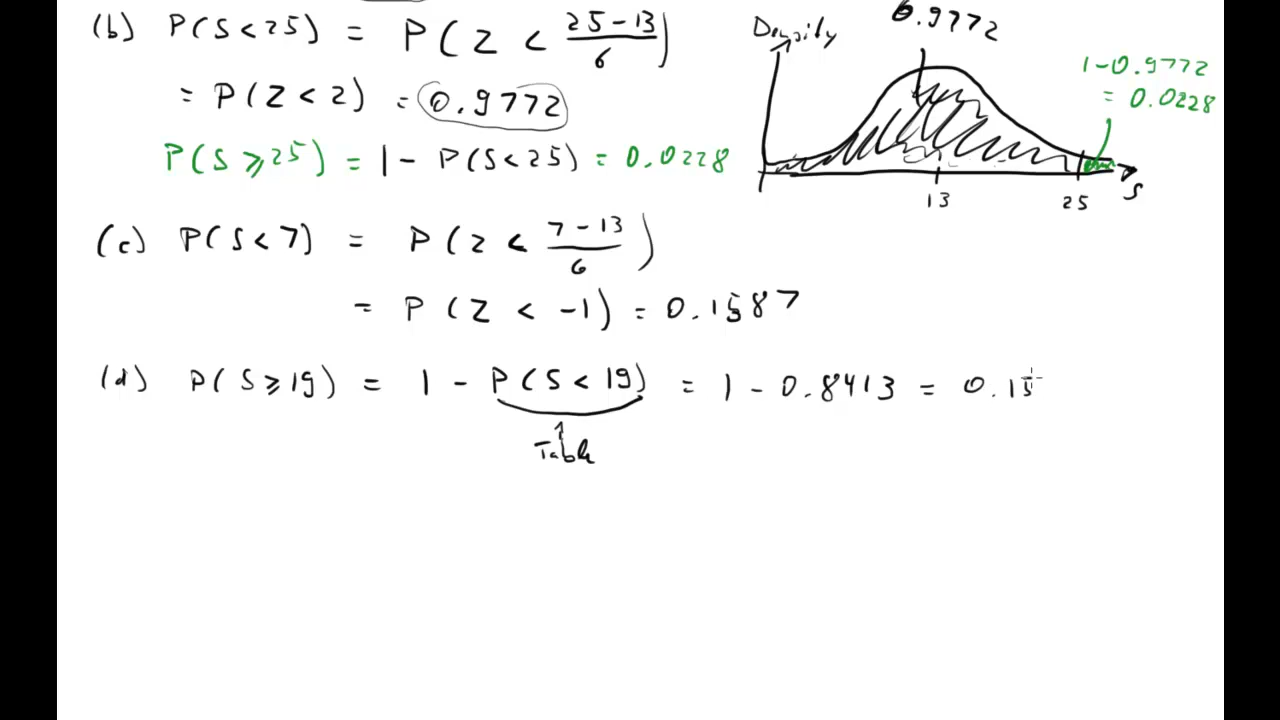 (b) P(S<25) = P(Z < 25-13/6)
= P(Z<2) = 0.9772
P(S≥25) = 1 - P(S<25) = 0.0228
Density
0.9772
1-0.9772
= 0.0228
13 25 S
(c) P(S<7) = P(Z < 7-13/6)
= P(Z < -1) = 0.1587
(d) P(S≥19) = 1 - P(S<19) = 1 - 0.8413 = 0.15
Table